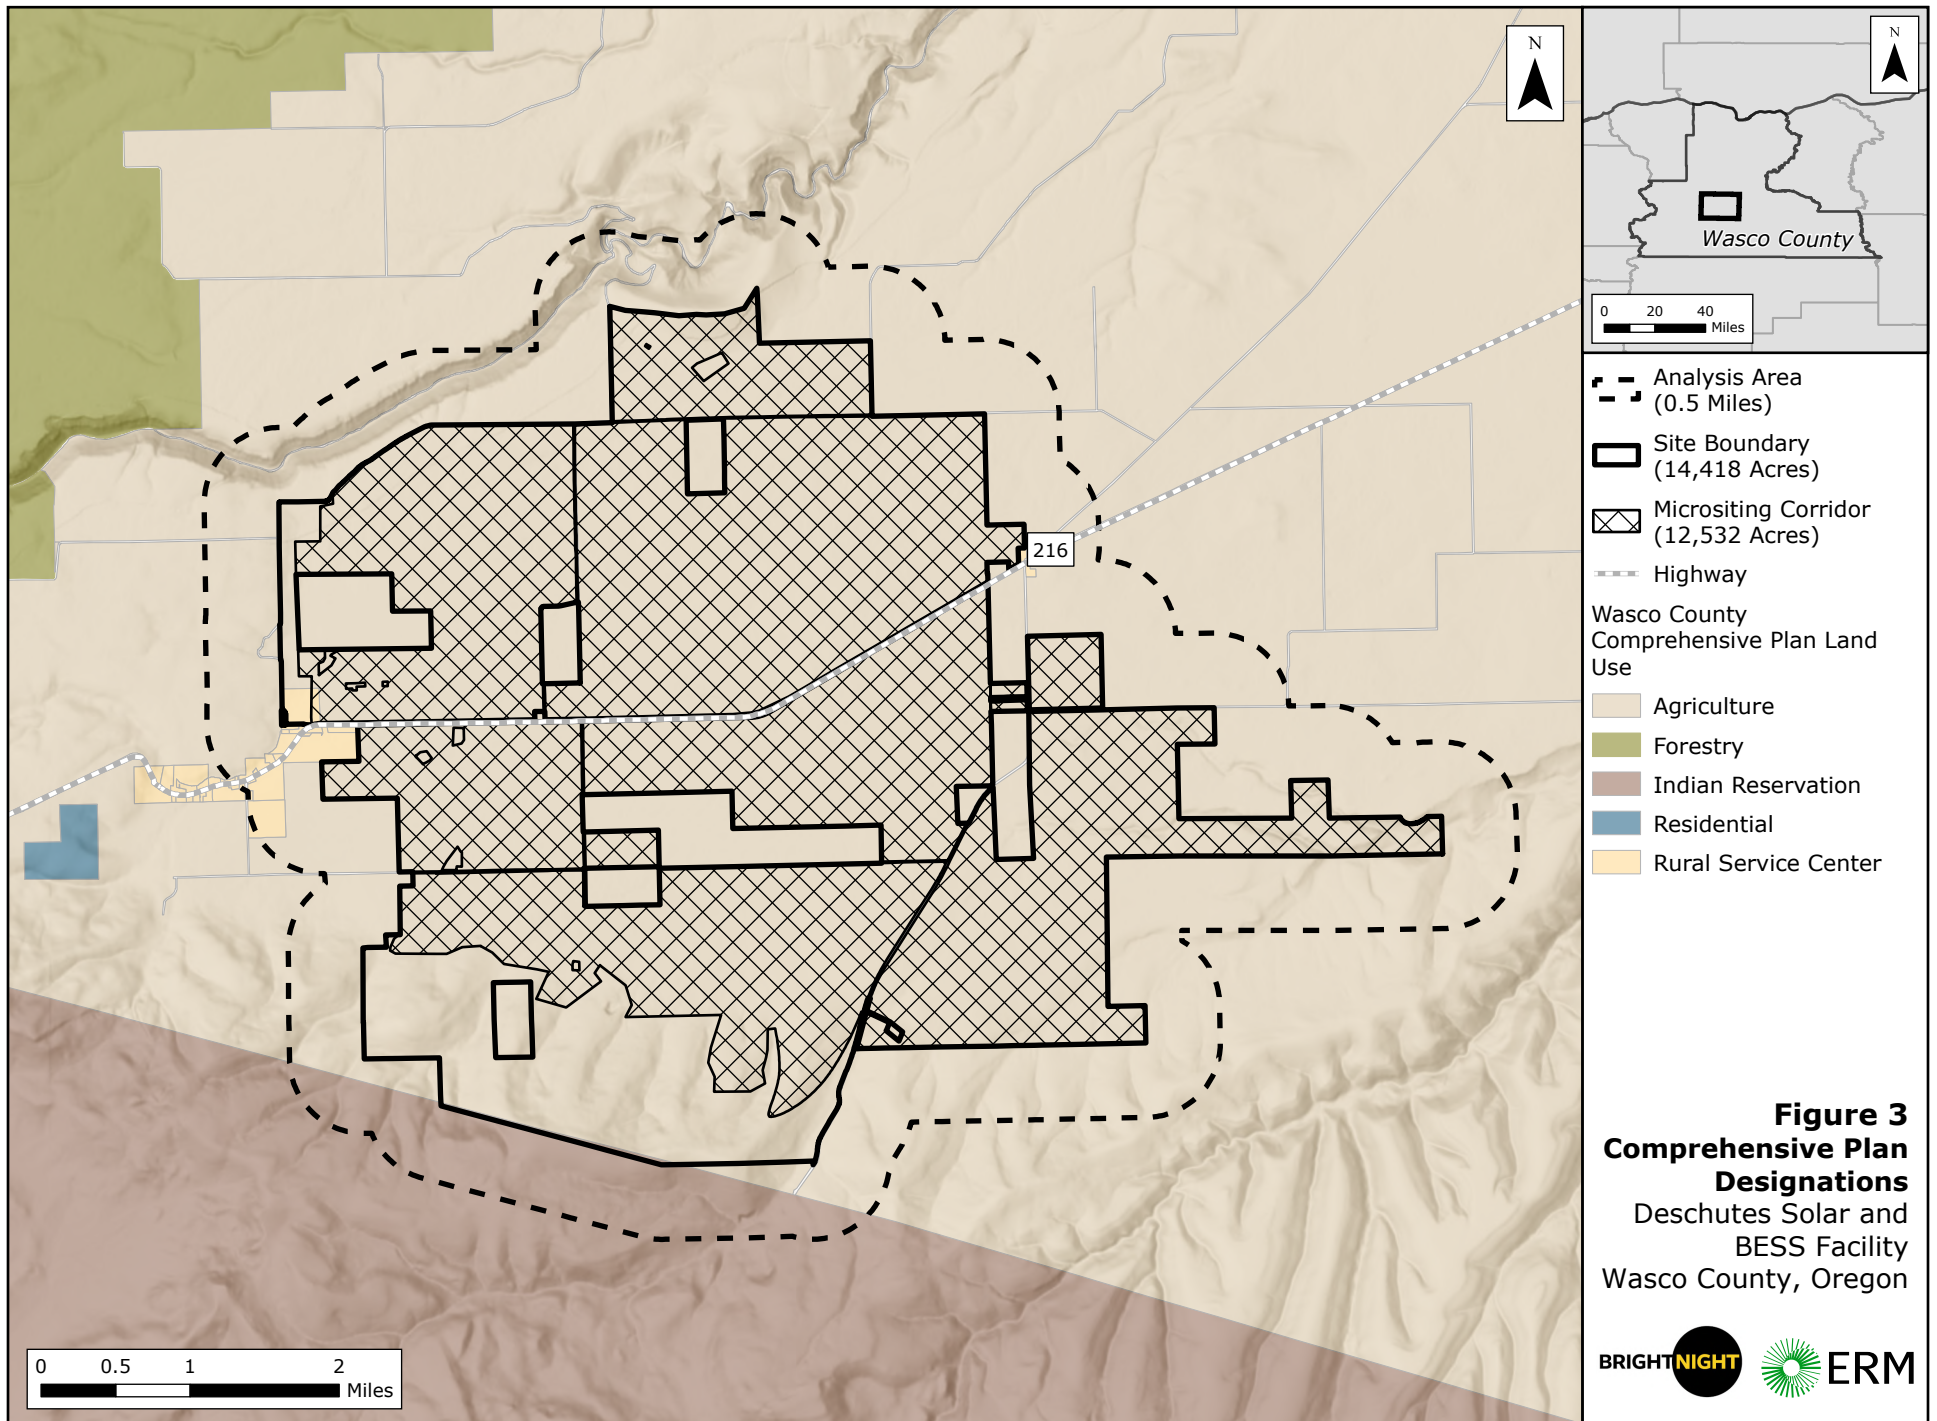 N
216
0 0.5 1 2
Miles
N
Wasco County
0 20 40
Miles
Analysis Area
(0.5 Miles)
Site Boundary
(14,418 Acres)
Micrositing Corridor
(12,532 Acres)
Highway
Wasco County
Comprehensive Plan Land
Use
Agriculture
Forestry
Indian Reservation
Residential
Rural Service Center
Figure 3
Comprehensive Plan
Designations
Deschutes Solar and
BESS Facility
Wasco County, Oregon
BRIGHTNIGHT
ERM